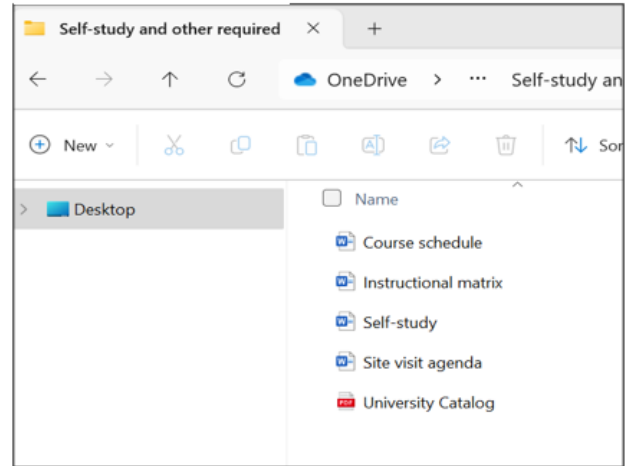 Self-study and other required
OneDrive > ... Self-study an
New Sor
Desktop
Name
Course schedule
Instructional matrix
Self-study
Site visit agenda
PDF University Catalog